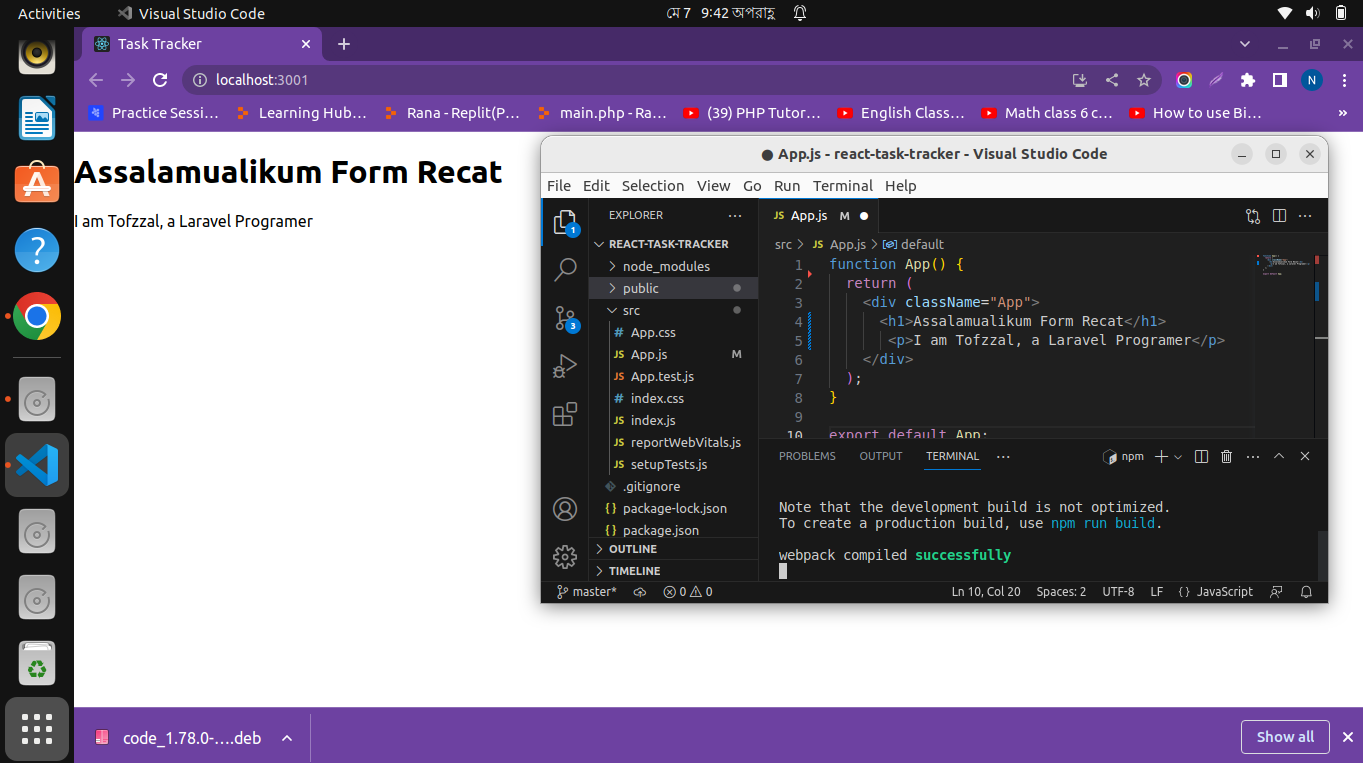 Activities
Visual Studio Code
মে 7 9:42 অপরাহ্ণ
Task Tracker
localhost:3001
N
Practice Sessi…
Learning Hub…
Rana - Replit(P…
main.php - Ra…
(39) PHP Tutor…
English Class…
Math class 6 c…
How to use Bi…
»
Assalamualikum Form Recat
I am Tofzzal, a Laravel Programer
● App.js - react-task-tracker - Visual Studio Code
File Edit Selection View Go Run Terminal Help
1
3
EXPLORER
REACT-TASK-TRACKER
node_modules
public
src
# App.css
JS App.js M
JS App.test.js
# index.css
JS index.js
JS reportWebVitals.js
JS setupTests.js
.gitignore
{} package-lock.json
{} package.json
OUTLINE
TIMELINE
JS App.js M ●
src > JS App.js > default
1 function App() {
2 return (
3 <div className="App">
4 <h1>Assalamualikum Form Recat</h1>
5 <p>I am Tofzzal, a Laravel Programer</p>
6 </div>
7 );
8 }
9
10 export default App;
PROBLEMS OUTPUT TERMINAL ··· npm
Note that the development build is not optimized.
To create a production build, use npm run build.
webpack compiled successfully
master* 0 0 Ln 10, Col 20 Spaces: 2 UTF-8 LF {} JavaScript
code_1.78.0-….deb
Show all